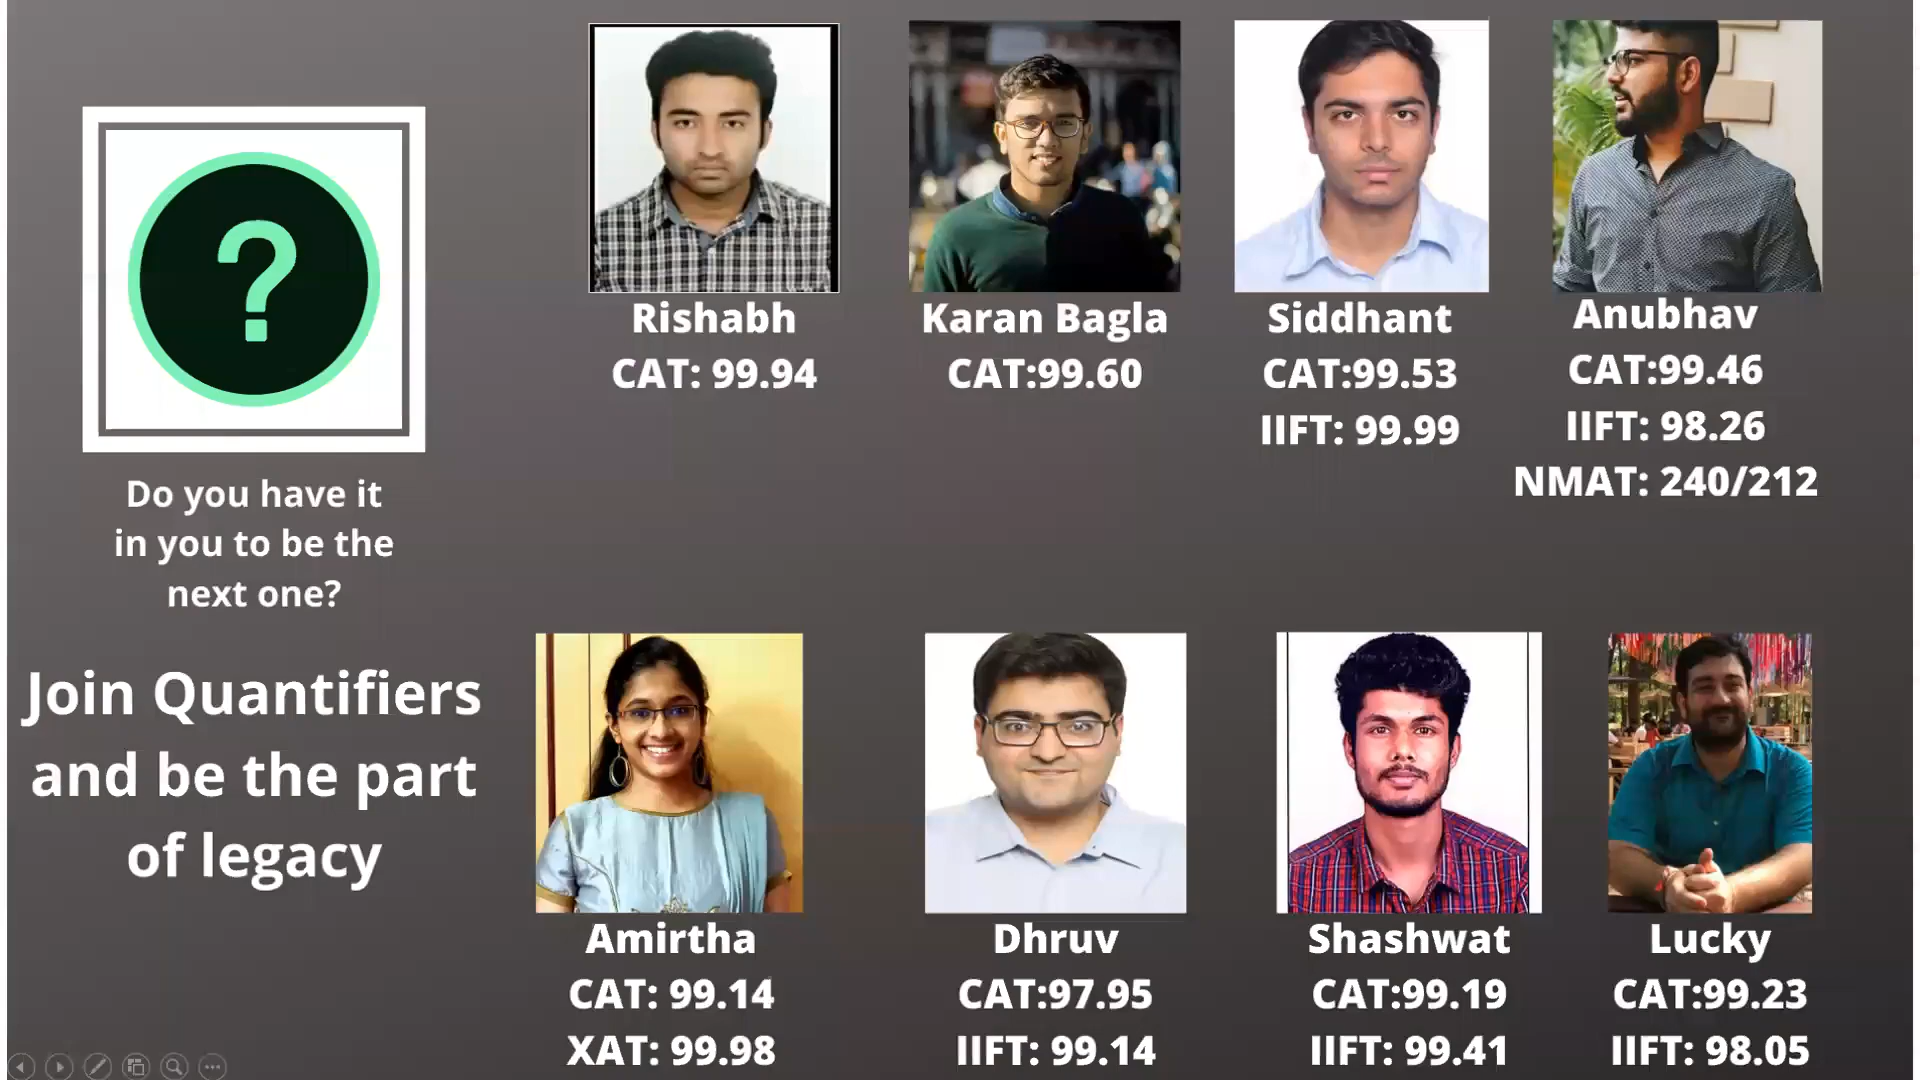 ?
Do you have it
in you to be the
next one?
Join Quantifiers
and be the part
of legacy
Rishabh
CAT: 99.94
Karan Bagla
CAT:99.60
Siddhant
CAT:99.53
IIFT: 99.99
Anubhav
CAT:99.46
IIFT: 98.26
NMAT: 240/212
Amirtha
CAT: 99.14
XAT: 99.98
Dhruv
CAT:97.95
IIFT: 99.14
Shashwat
CAT:99.19
IIFT: 99.41
Lucky
CAT:99.23
IIFT: 98.05